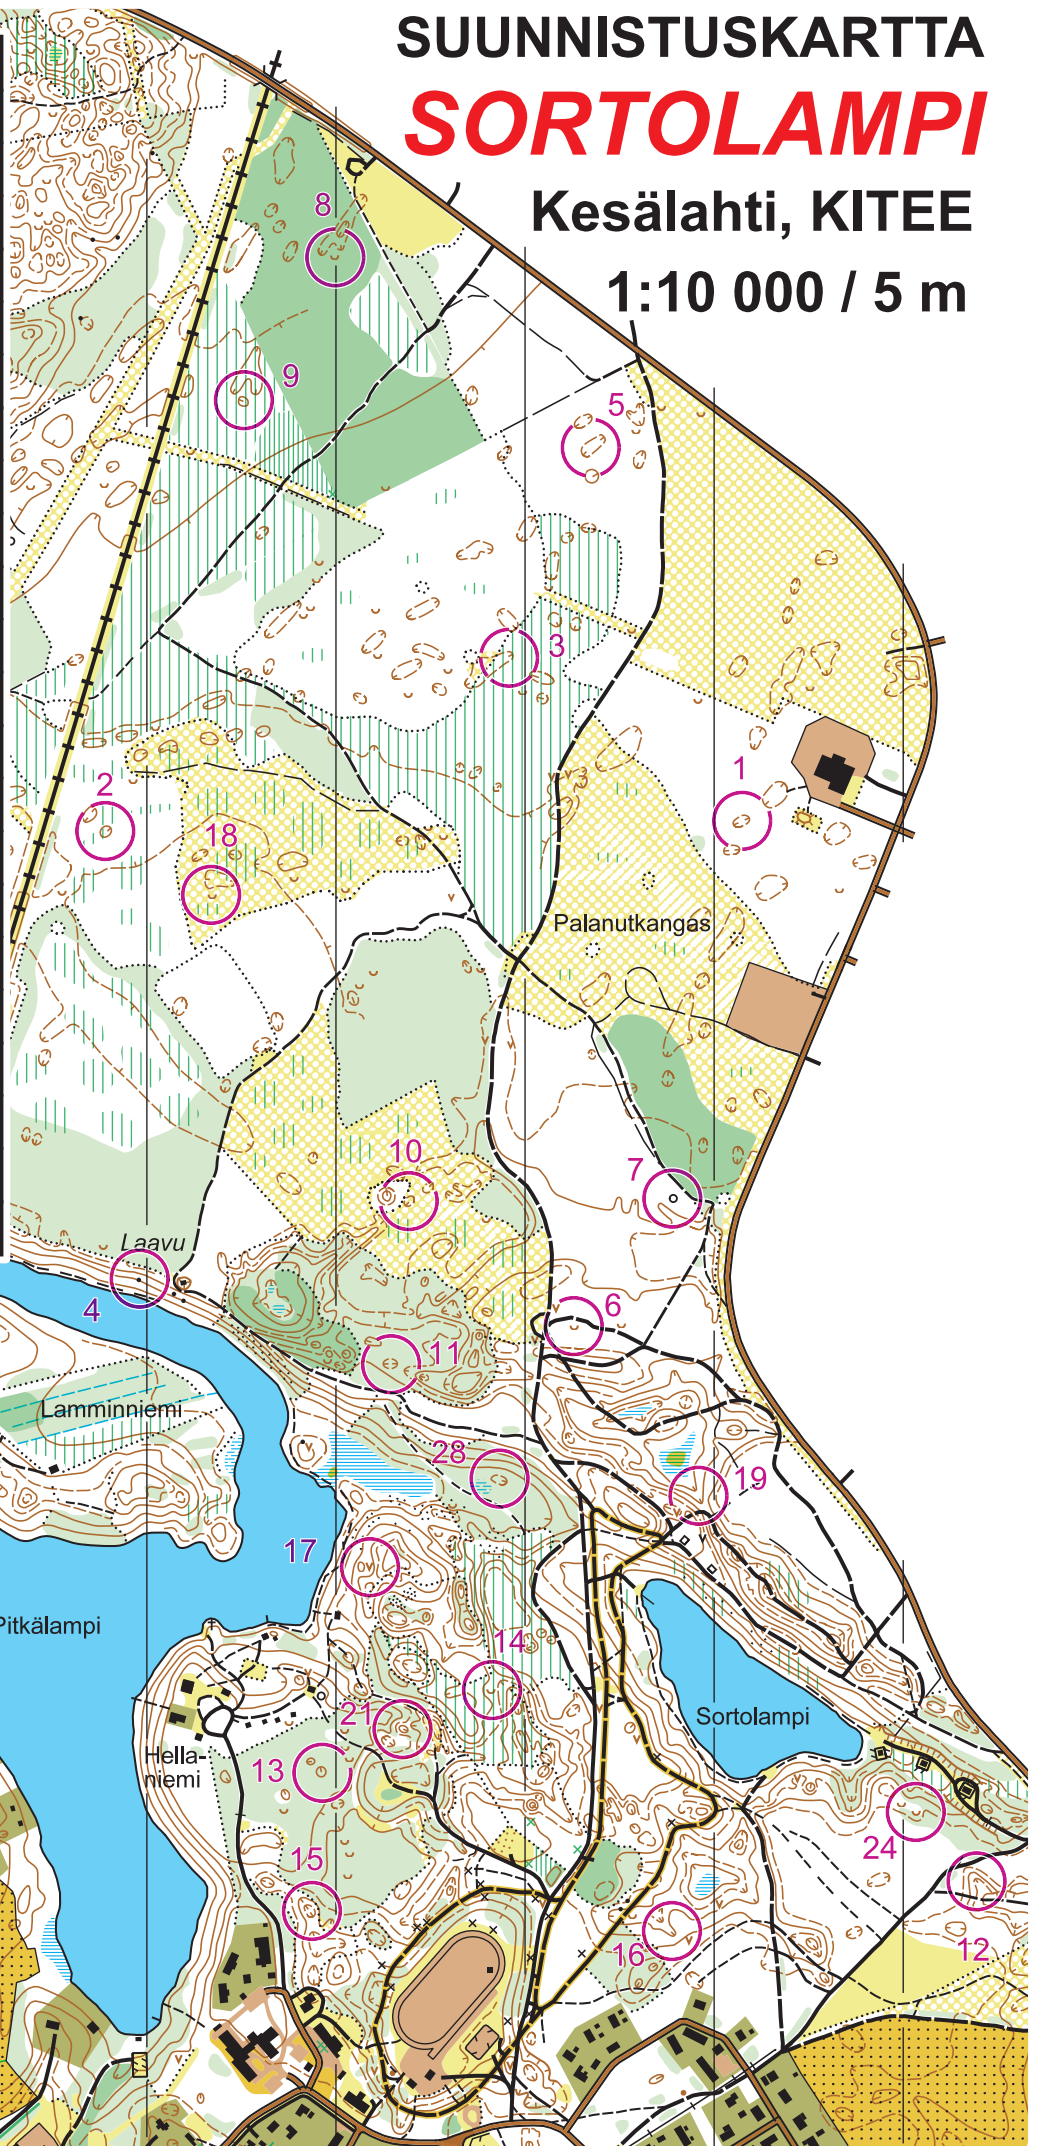 SUUNNISTUSKARTTA
SORTOLAMPI
Kesälahti, KITEE
1:10 000 / 5 m
8
9
5
3
1
2
18
Palanutkangas
10
7
Laavu
4
6
11
Lamminniemi
28
19
17
Pitkälampi
14
21
Sortolampi
Hella-
niemi
13
24
15
16
12